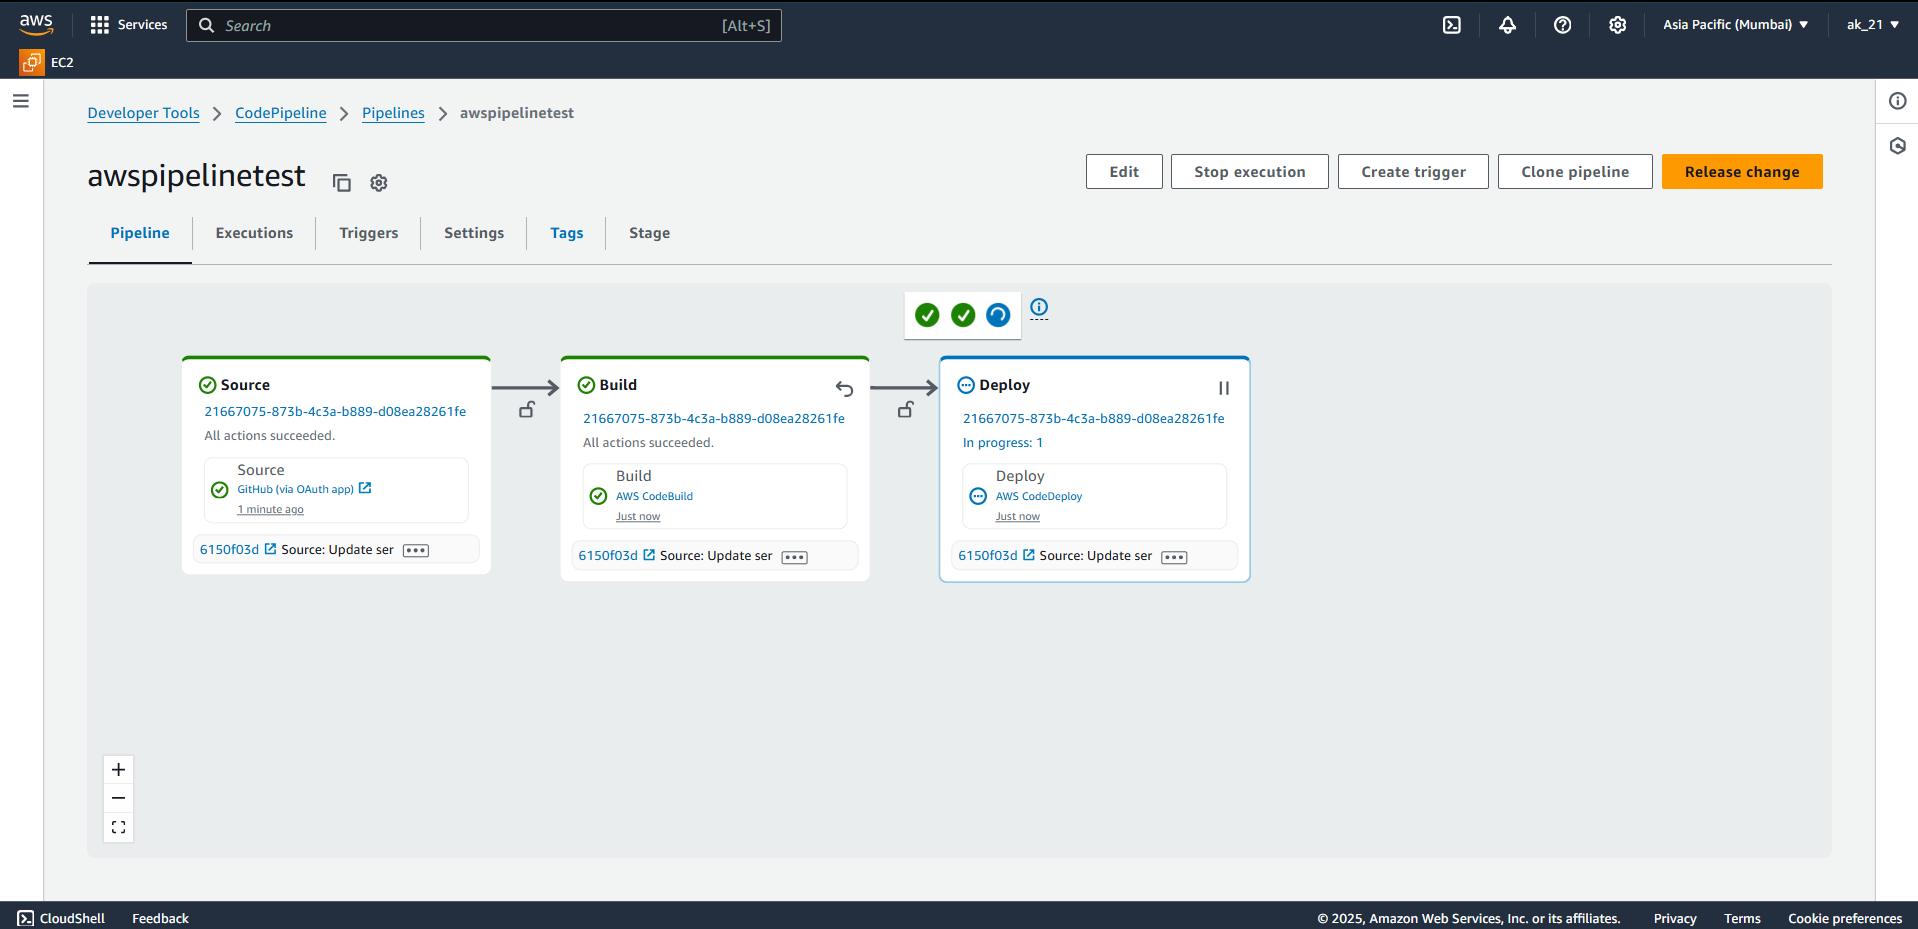 aws
Services
Search
[Alt+S]
Asia Pacific (Mumbai)
ak_21
EC2
Developer Tools
CodePipeline
Pipelines
awspipelinetest
awspipelinetest
Edit
Stop execution
Create trigger
Clone pipeline
Release change
Pipeline
Executions
Triggers
Settings
Tags
Stage
Source
21667075-873b-4c3a-b889-d08ea28261fe
All actions succeeded.
Source
GitHub (via OAuth app)
1 minute ago
6150f03d Source: Update ser
Build
21667075-873b-4c3a-b889-d08ea28261fe
All actions succeeded.
Build
AWS CodeBuild
Just now
6150f03d Source: Update ser
Deploy
21667075-873b-4c3a-b889-d08ea28261fe
In progress: 1
Deploy
AWS CodeDeploy
Just now
6150f03d Source: Update ser
CloudShell
Feedback
© 2025, Amazon Web Services, Inc. or its affiliates.
Privacy
Terms
Cookie preferences